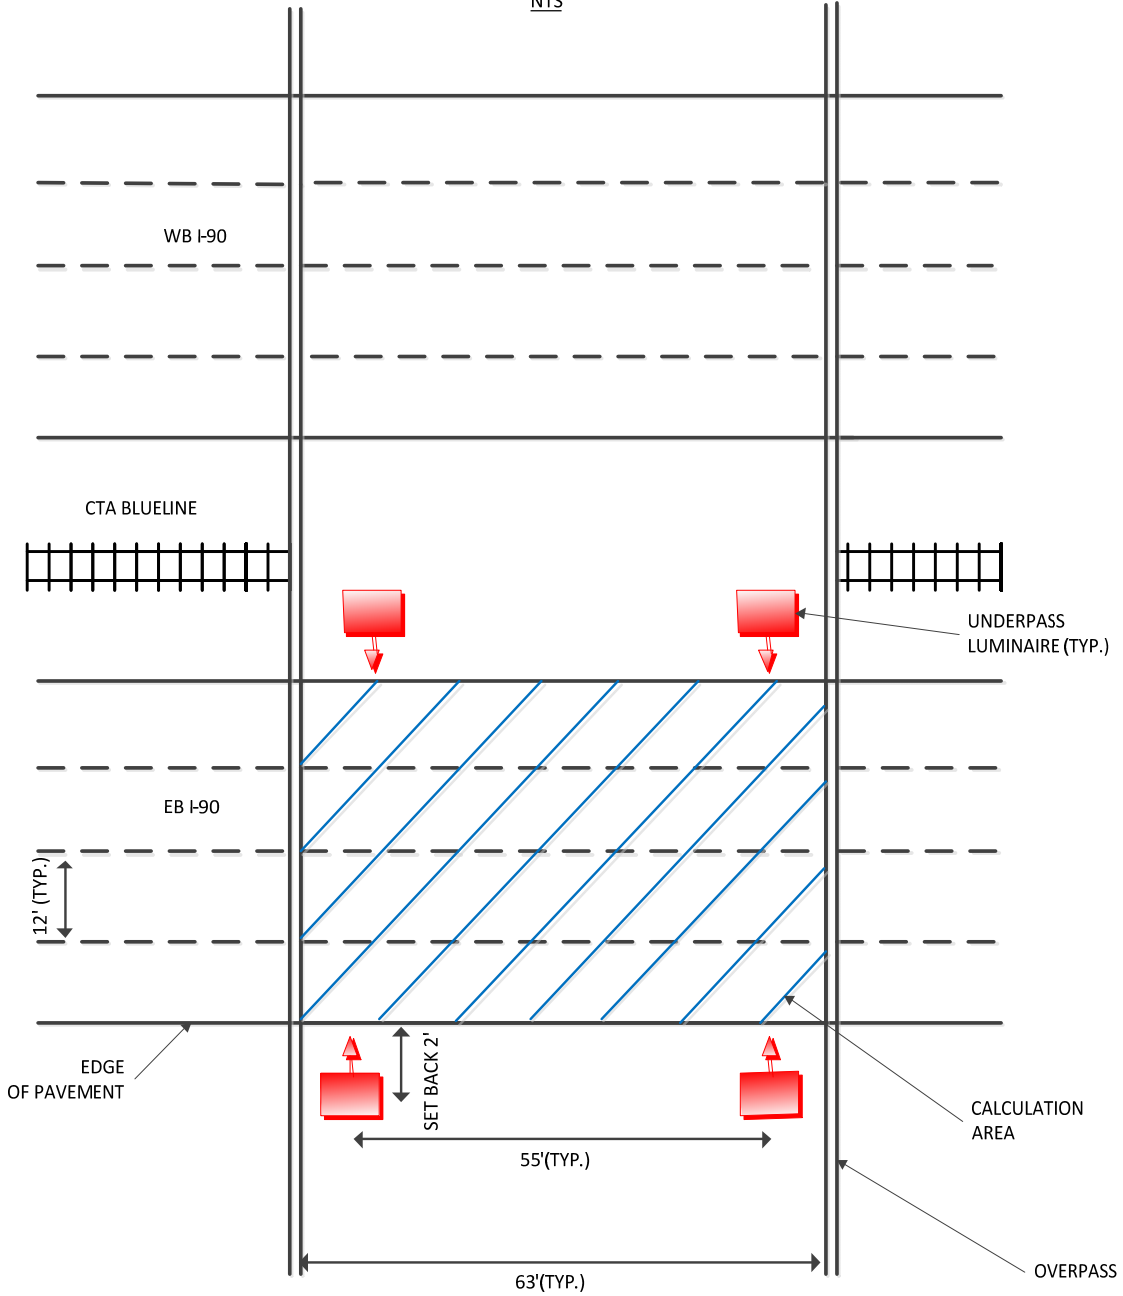 NTS
WB I-90
CTA BLUELINE
UNDERPASS
LUMINAIRE (TYP.)
EB I-90
12' (TYP.)
EDGE
OF PAVEMENT
SET BACK 2'
CALCULATION
AREA
55'(TYP.)
OVERPASS
63'(TYP.)